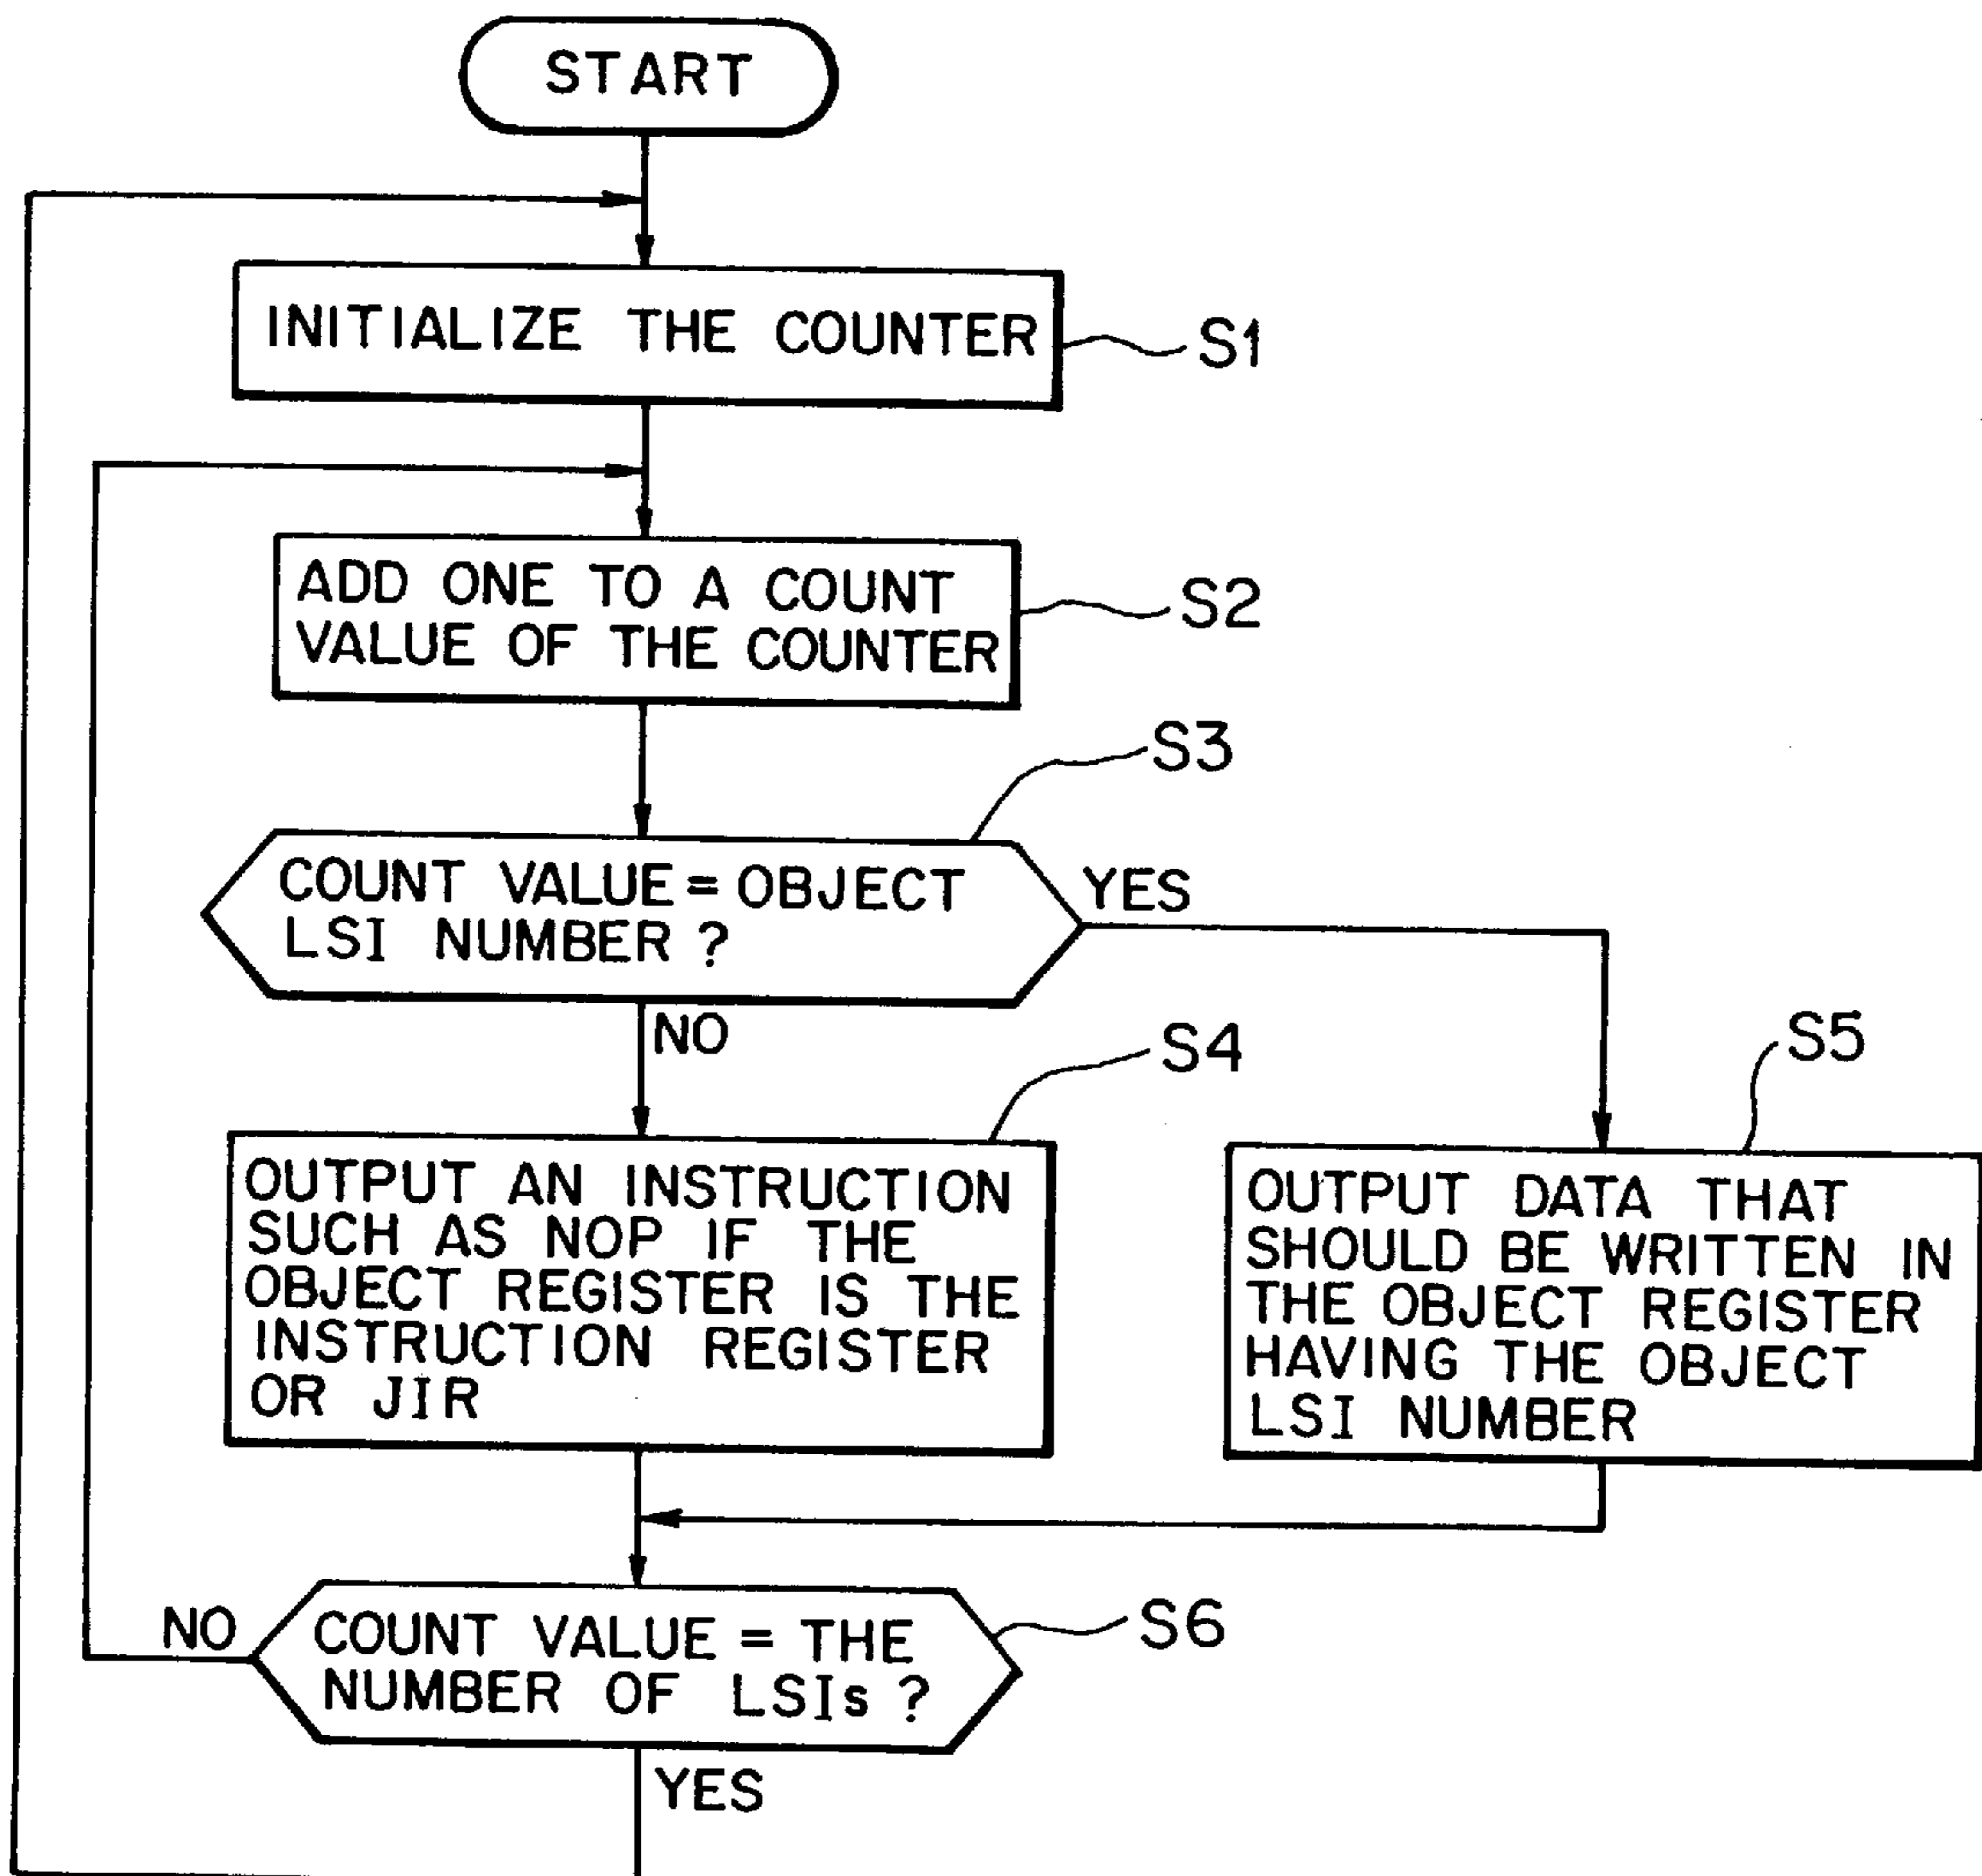 START
INITIALIZE THE COUNTER
S1
ADD ONE TO A COUNT
VALUE OF THE COUNTER
S2
S3
COUNT VALUE = OBJECT
LSI NUMBER ?
YES
NO
S4
S5
OUTPUT AN INSTRUCTION
SUCH AS NOP IF THE
OBJECT REGISTER IS THE
INSTRUCTION REGISTER
OR JIR
OUTPUT DATA THAT
SHOULD BE WRITTEN IN
THE OBJECT REGISTER
HAVING THE OBJECT
LSI NUMBER
NO
COUNT VALUE = THE
NUMBER OF LSIs ?
S6
YES